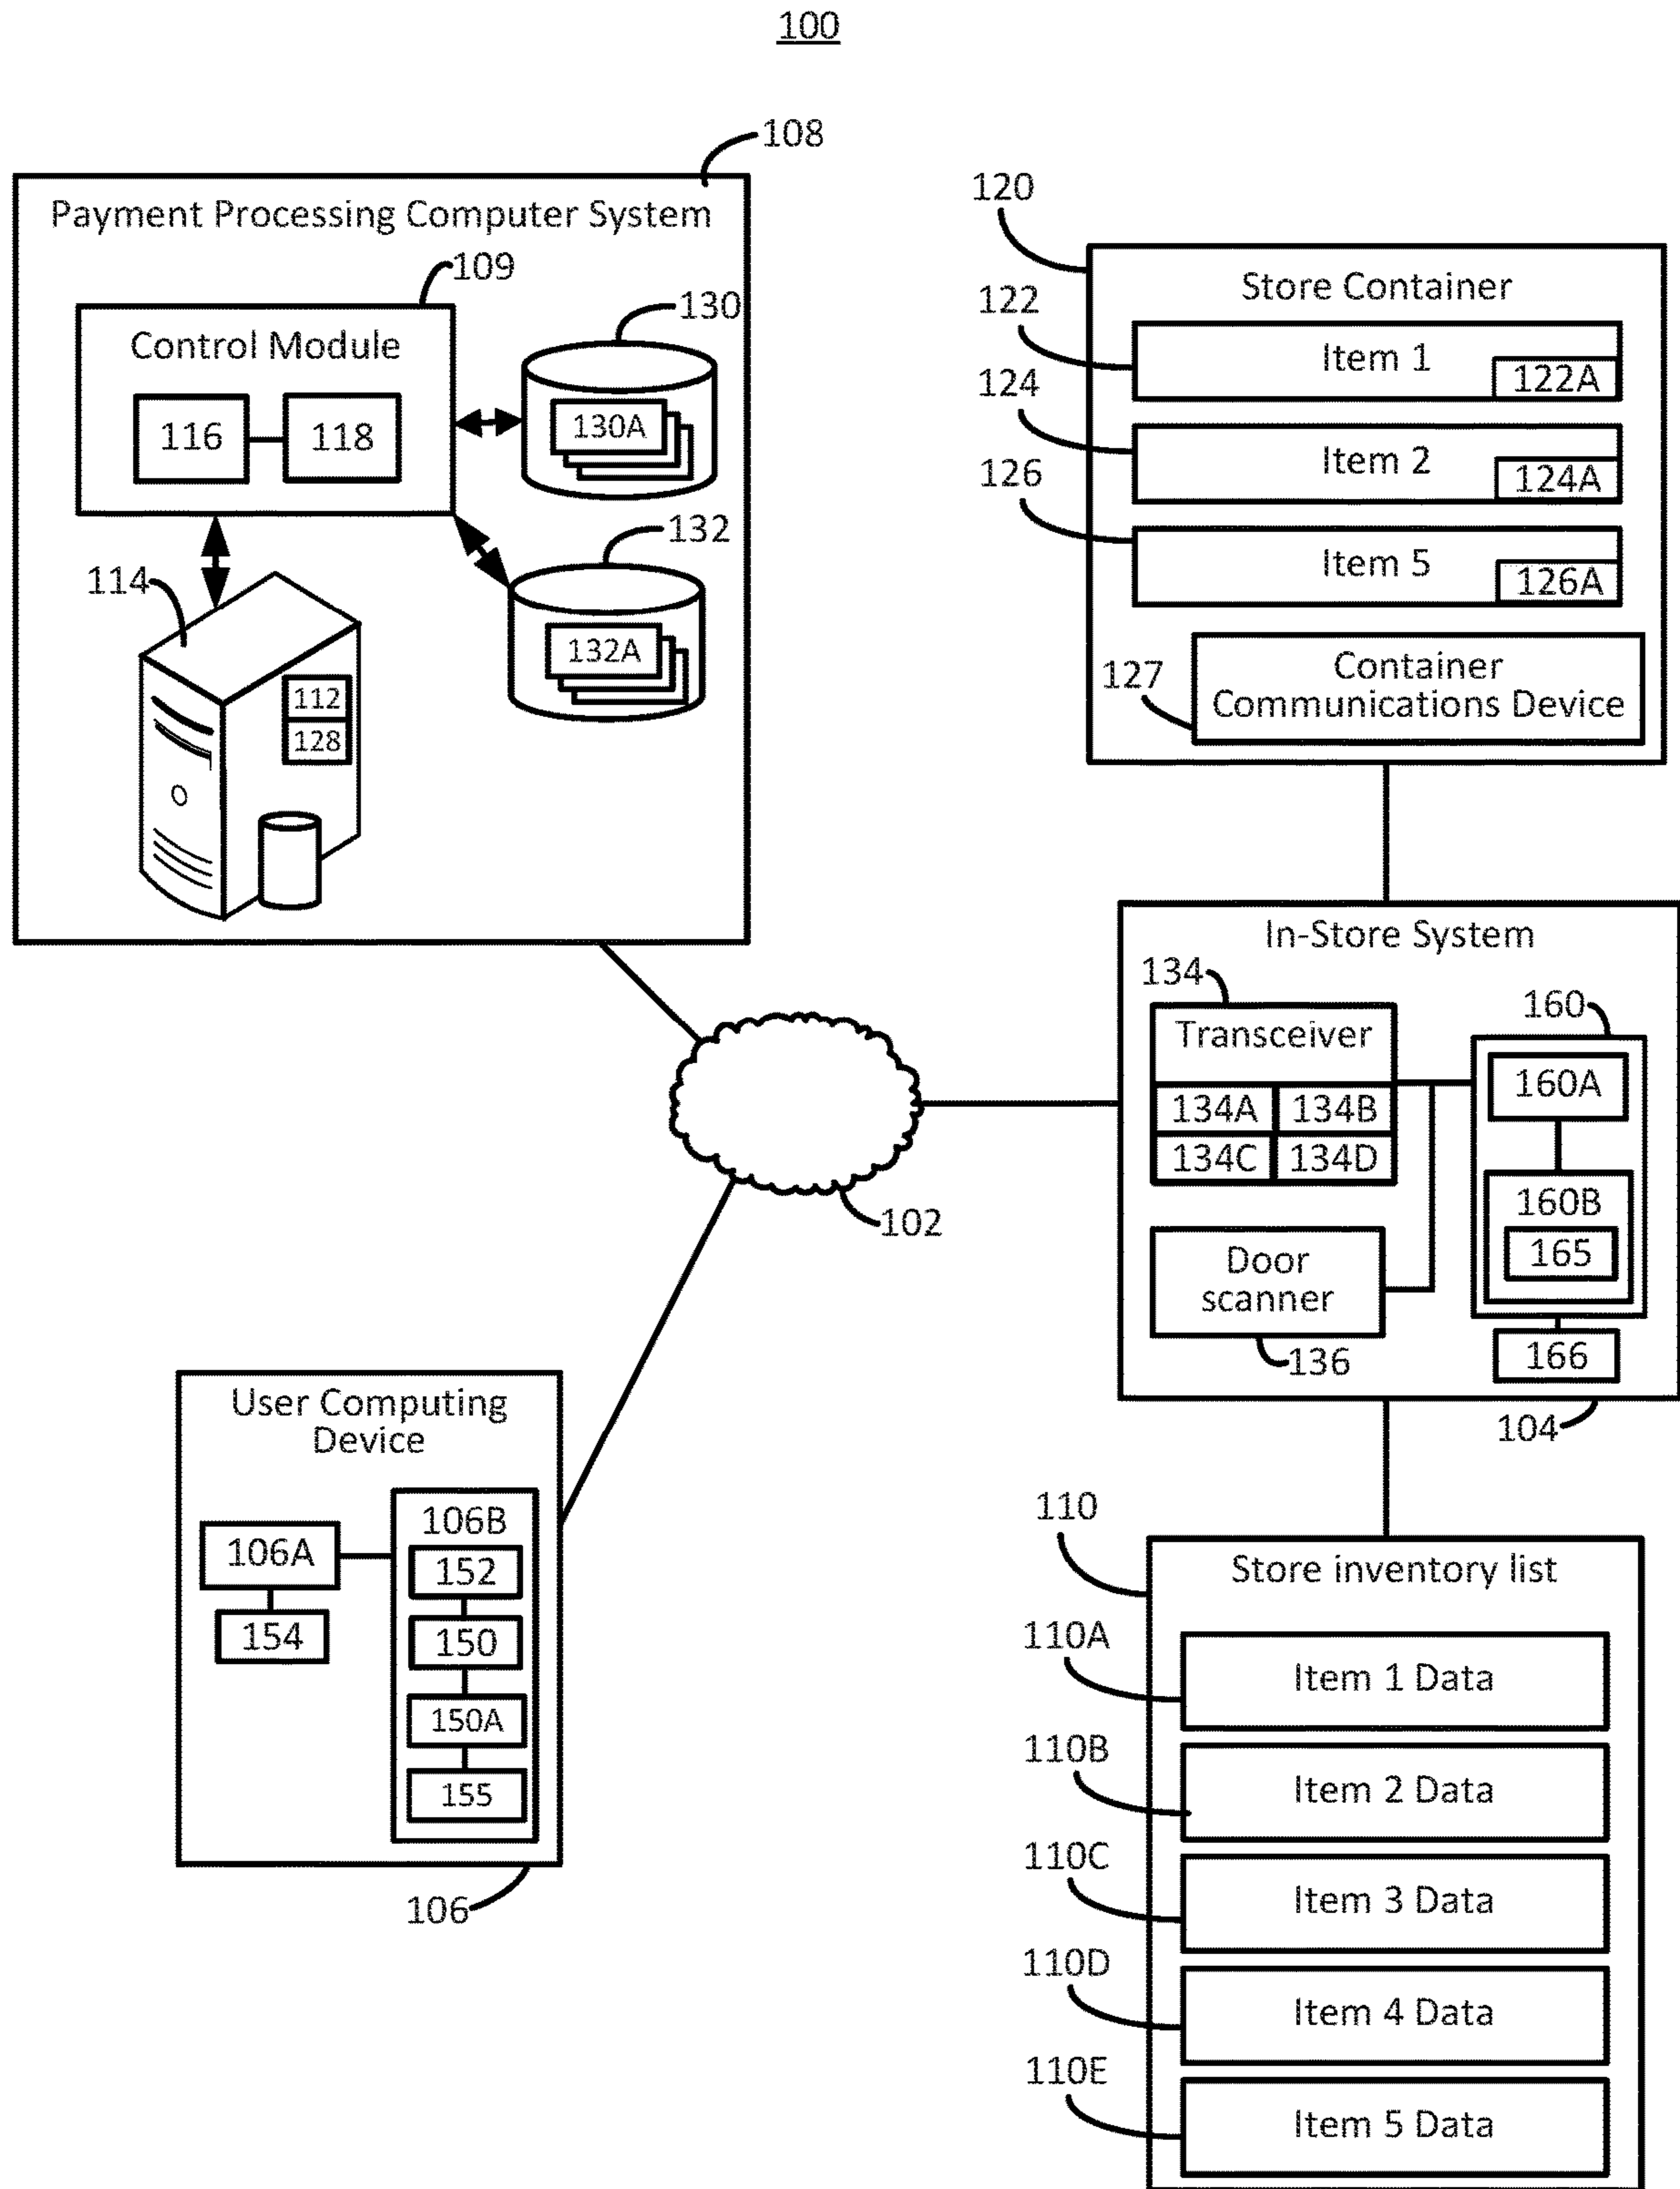 100
108
Payment Processing Computer System
109
Control Module
116
118
130
130A
132
132A
114
112
128
120
Store Container
122
Item 1
122A
124
Item 2
124A
126
Item 5
126A
127
Container
Communications Device
In-Store System
134
Transceiver
134A
134B
134C
134D
160
160A
160B
165
166
Door
scanner
136
104
102
User Computing
Device
106A
154
106B
152
150
150A
155
106
110
Store inventory list
110A
Item 1 Data
110B
Item 2 Data
110C
Item 3 Data
110D
Item 4 Data
110E
Item 5 Data